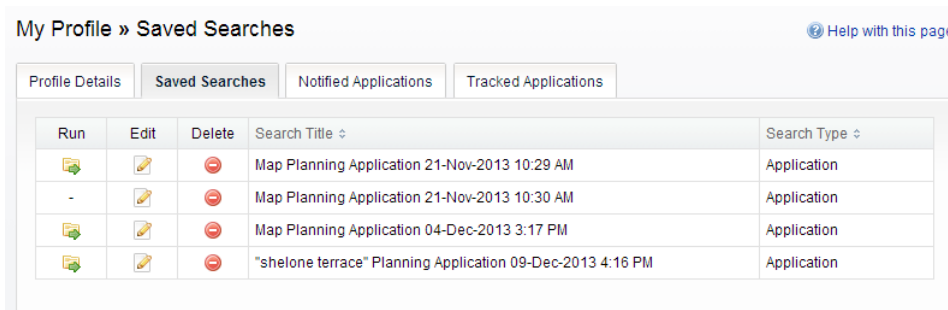 My Profile » Saved Searches
Help with this page
Profile Details Saved Searches Notified Applications Tracked Applications
Run Edit Delete Search Title Search Type
Map Planning Application 21-Nov-2013 10:29 AM Application
- Map Planning Application 21-Nov-2013 10:30 AM Application
Map Planning Application 04-Dec-2013 3:17 PM Application
"shelone terrace" Planning Application 09-Dec-2013 4:16 PM Application